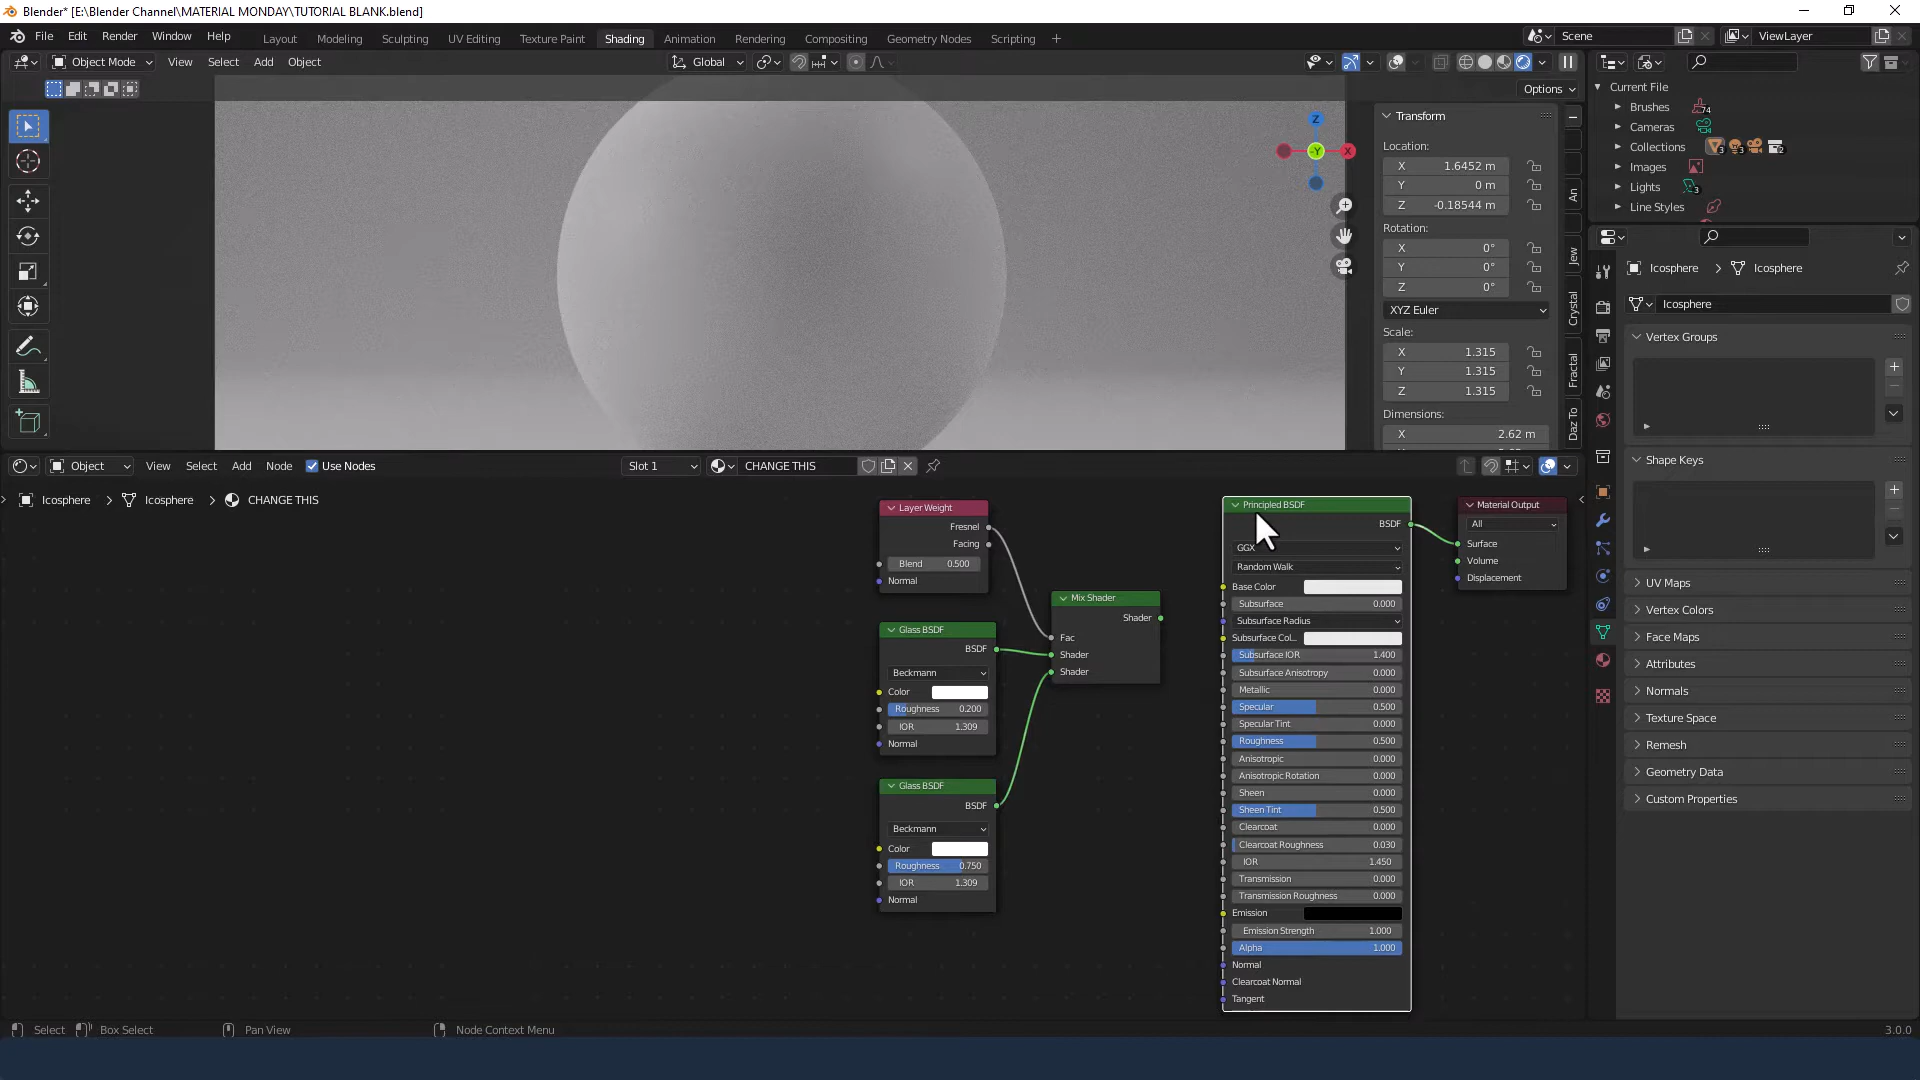 Blender* [E:\Blender Channel\MATERIAL MONDAY\TUTORIAL BLANK.blend]
File Edit Render Window Help Layout Modeling Sculpting UV Editing Texture Paint Shading Animation Rendering Compositing Geometry Nodes Scripting + Scene ViewLayer
Object Mode View Select Add Object Global
Options
Current File
Brushes 74
Cameras
Collections 3 3 2
Images
Lights 3
Line Styles
Z
-Y
X
Transform
Location:
X 1.6452 m
Y 0 m
Z -0.18544 m
Rotation:
X 0°
Y 0°
Z 0°
XYZ Euler
Scale:
X 1.315
Y 1.315
Z 1.315
Dimensions:
X 2.62 m
An
Jew
Crystal
Fractal
Daz To
Icosphere > Icosphere
Icosphere
Vertex Groups
Shape Keys
UV Maps
Vertex Colors
Face Maps
Attributes
Normals
Texture Space
Remesh
Geometry Data
Custom Properties
Object View Select Add Node Use Nodes Slot 1 CHANGE THIS
Icosphere > Icosphere > CHANGE THIS
Layer Weight
Fresnel
Facing
Blend 0.500
Normal
Glass BSDF
BSDF
Beckmann
Color
Roughness 0.200
IOR 1.309
Normal
Glass BSDF
BSDF
Beckmann
Color
Roughness 0.750
IOR 1.309
Normal
Mix Shader
Shader
Fac
Shader
Shader
Principled BSDF
BSDF
GGX
Random Walk
Base Color
Subsurface 0.000
Subsurface Radius
Subsurface Col...
Subsurface IOR 1.400
Subsurface Anisotropy 0.000
Metallic 0.000
Specular 0.500
Specular Tint 0.000
Roughness 0.500
Anisotropic 0.000
Anisotropic Rotation 0.000
Sheen 0.000
Sheen Tint 0.500
Clearcoat 0.000
Clearcoat Roughness 0.030
IOR 1.450
Transmission 0.000
Transmission Roughness 0.000
Emission
Emission Strength 1.000
Alpha 1.000
Normal
Clearcoat Normal
Tangent
Material Output
All
Surface
Volume
Displacement
Select Box Select Pan View Node Context Menu 3.0.0